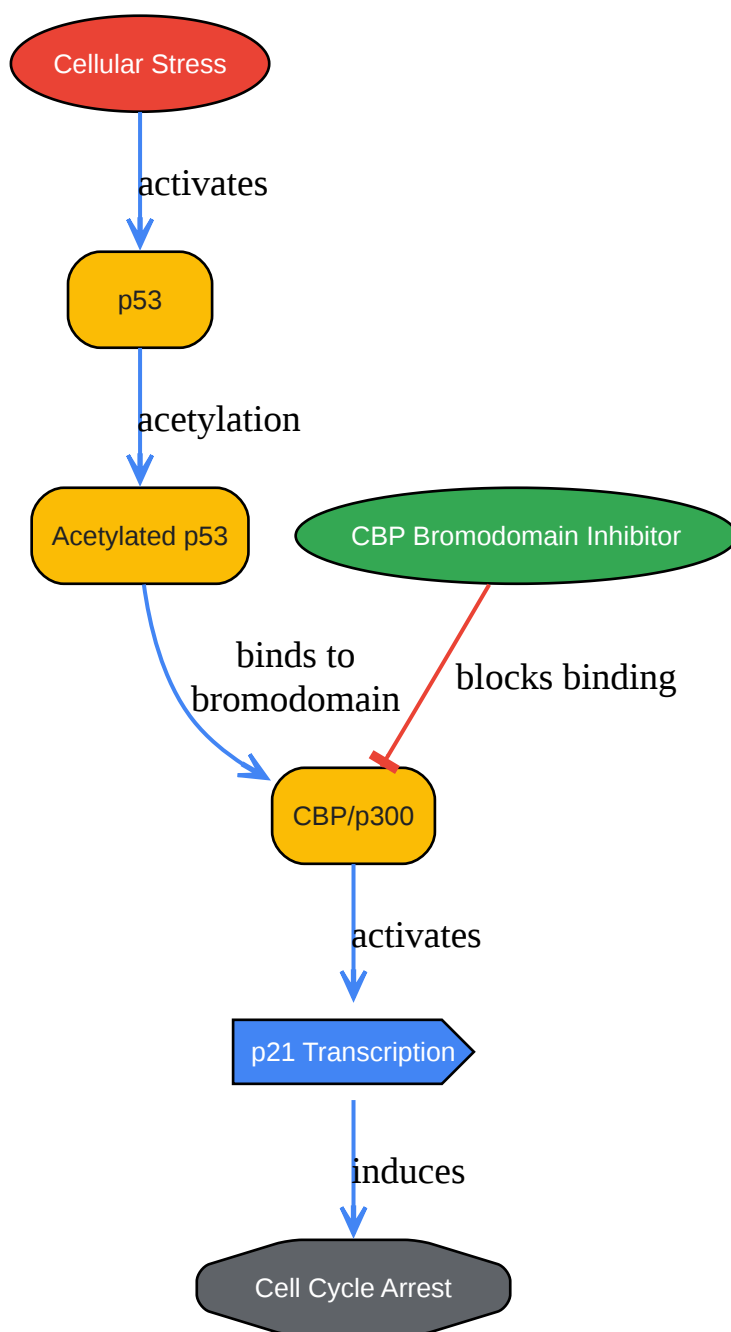 Cellular Stress
activates
p53
acetylation
Acetylated p53
CBP Bromodomain Inhibitor
binds to
bromodomain
blocks binding
CBP/p300
activates
p21 Transcription
induces
Cell Cycle Arrest